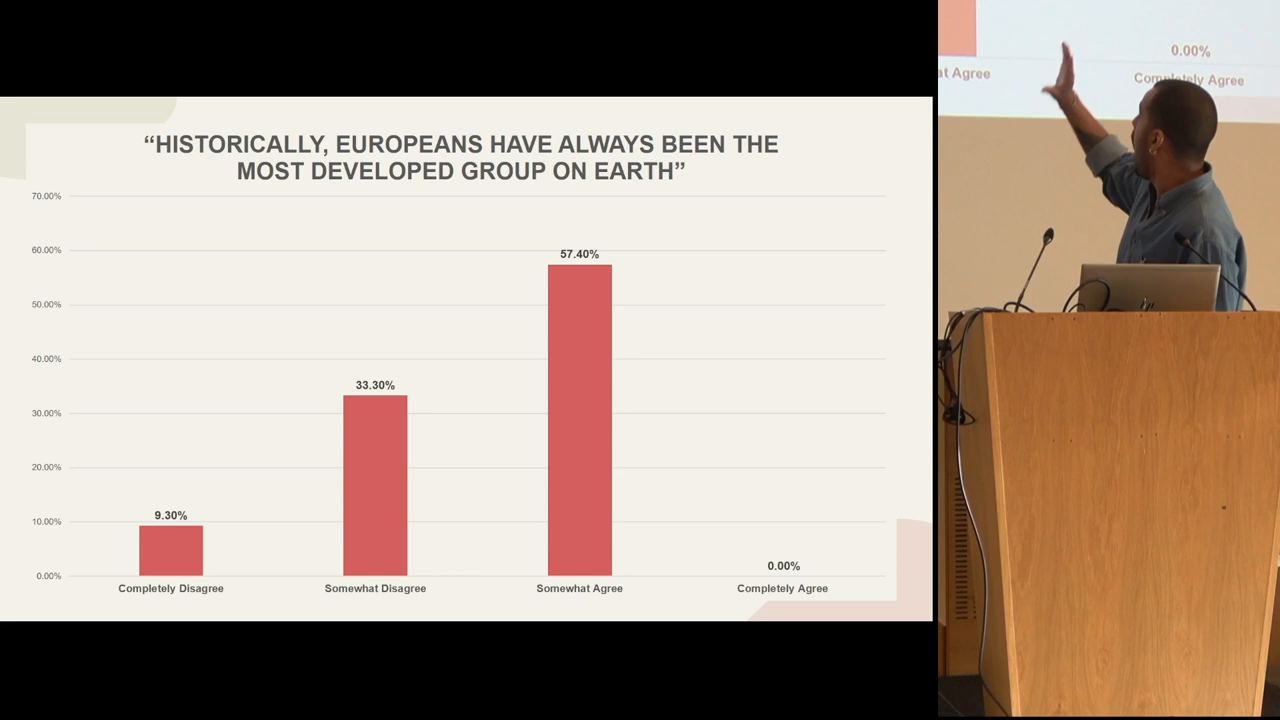 “HISTORICALLY, EUROPEANS HAVE ALWAYS BEEN THE
MOST DEVELOPED GROUP ON EARTH”
70.00%
60.00%
50.00%
40.00%
30.00%
20.00%
10.00%
0.00%
9.30%
33.30%
57.40%
0.00%
Completely Disagree
Somewhat Disagree
Somewhat Agree
Completely Agree
0.00%
at Agree
Completely Agree